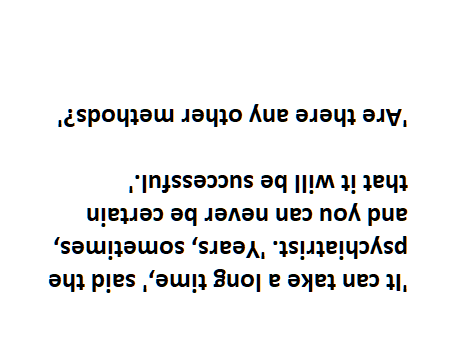 'It can take a long time,' said the
psychiatrist. 'Years, sometimes,
and you can never be certain
that it will be successful.'
'Are there any other methods?'